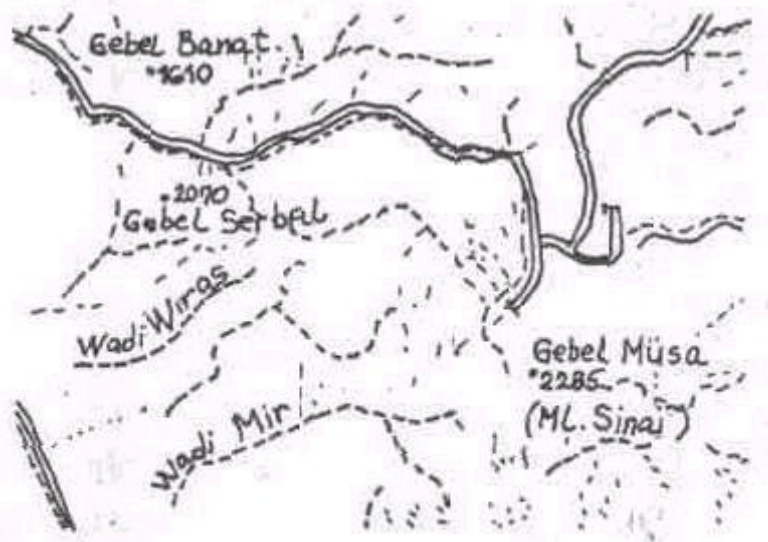 Gebel Banat
1610
2070
Gebel Serbal
Wadi Wiras
Gebel Müsa
2285
(Mt. Sinai)
Wadi Mir